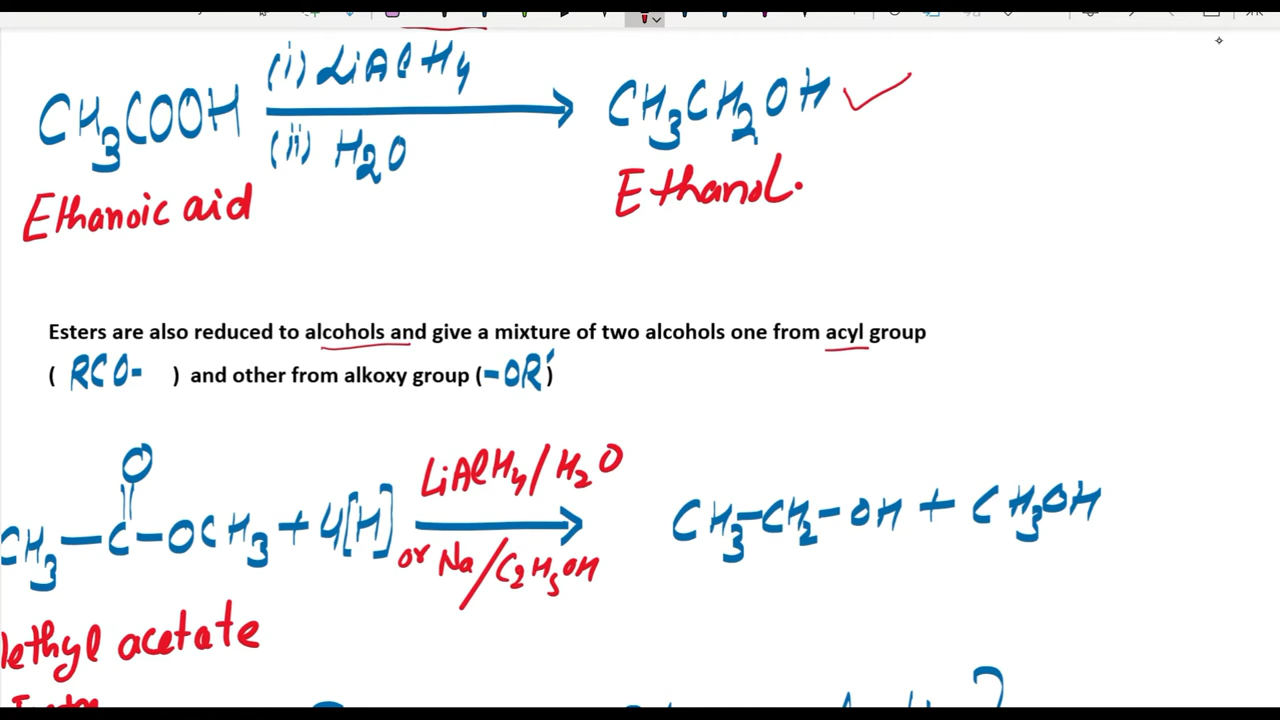 (i) LiAlH4
CH3COOH CH3CH2OH
(ii) H2O
Ethanoic aid Ethanol.
Esters are also reduced to alcohols and give a mixture of two alcohols one from acyl group
( RCO- ) and other from alkoxy group (-OR')
O
LiAlH4/H2O
CH3-C-OCH3+4[H] CH3-CH2-OH + CH3OH
or Na/C2H5OH
lethyl acetate